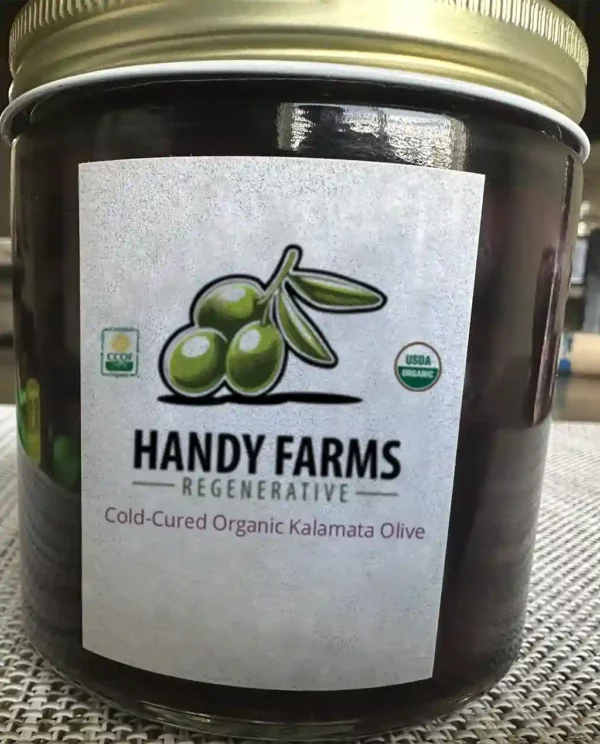 CCOF
USDA
ORGANIC
HANDY FARMS
REGENERATIVE
Cold-Cured Organic Kalamata Olive